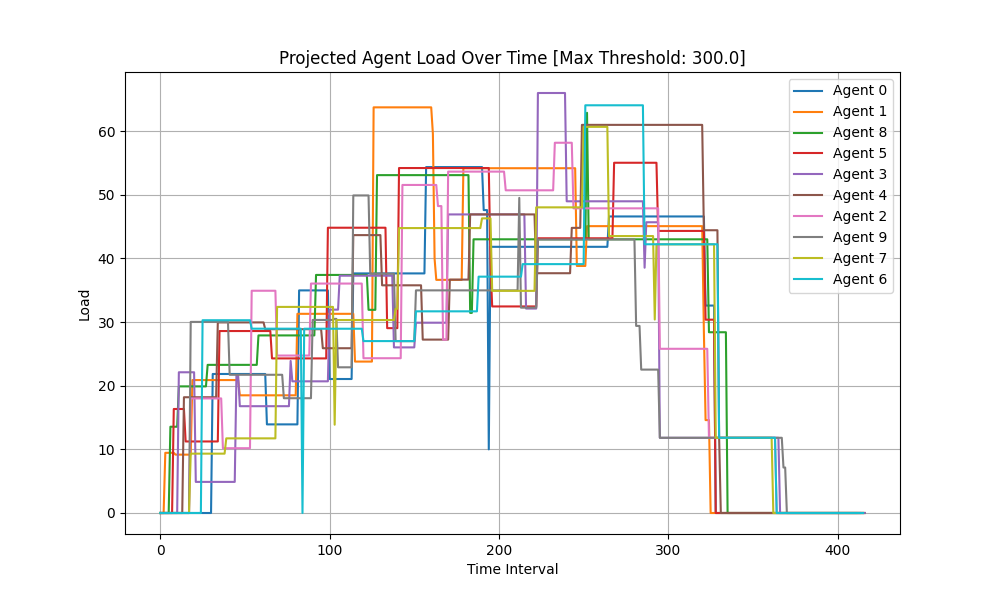 Projected Agent Load Over Time [Max Threshold: 300.0]
Load
60
50
40
30
20
10
0
0 100 200 300 400
Time Interval
Agent 0
Agent 1
Agent 8
Agent 5
Agent 3
Agent 4
Agent 2
Agent 9
Agent 7
Agent 6